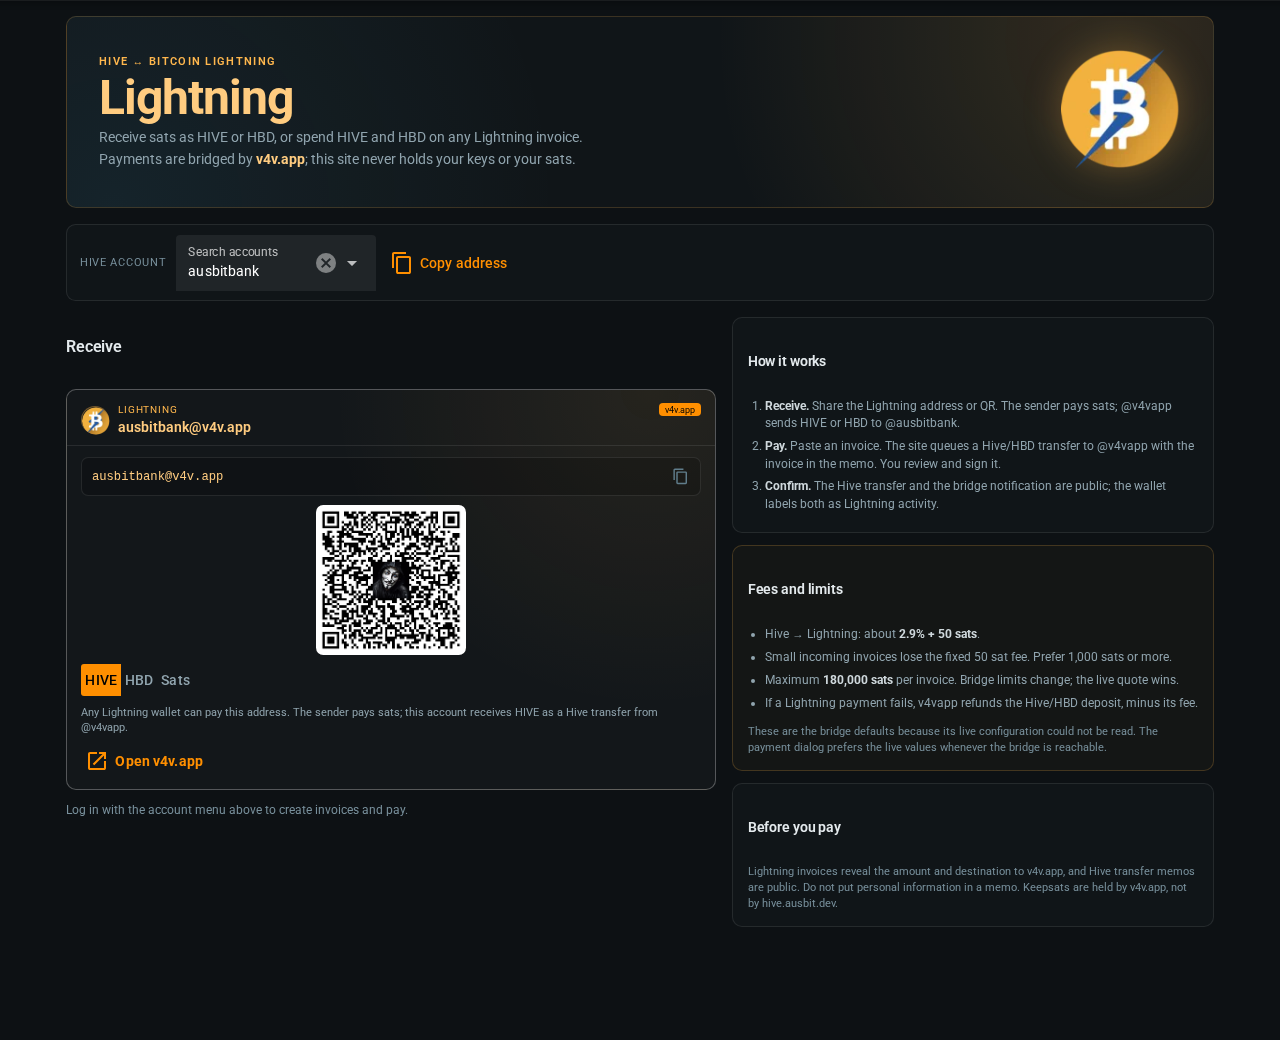 HIVE ↔ BITCOIN LIGHTNING
Lightning
Receive sats as HIVE or HBD, or spend HIVE and HBD on any Lightning invoice.
Payments are bridged by v4v.app; this site never holds your keys or your sats.
HIVE ACCOUNT
Search accounts
ausbitbank
Copy address
Receive
LIGHTNING
ausbitbank@v4v.app
v4v.app
ausbitbank@v4v.app
HIVE HBD Sats
Any Lightning wallet can pay this address. The sender pays sats; this account receives HIVE as a Hive transfer from
@v4vapp.
Open v4v.app
Log in with the account menu above to create invoices and pay.
How it works
1. Receive. Share the Lightning address or QR. The sender pays sats; @v4vapp
sends HIVE or HBD to @ausbitbank.
2. Pay. Paste an invoice. The site queues a Hive/HBD transfer to @v4vapp with the
invoice in the memo. You review and sign it.
3. Confirm. The Hive transfer and the bridge notification are public; the wallet
labels both as Lightning activity.
Fees and limits
• Hive → Lightning: about 2.9% + 50 sats.
• Small incoming invoices lose the fixed 50 sat fee. Prefer 1,000 sats or more.
• Maximum 180,000 sats per invoice. Bridge limits change; the live quote wins.
• If a Lightning payment fails, v4vapp refunds the Hive/HBD deposit, minus its fee.
These are the bridge defaults because its live configuration could not be read. The
payment dialog prefers the live values whenever the bridge is reachable.
Before you pay
Lightning invoices reveal the amount and destination to v4v.app, and Hive transfer memos
are public. Do not put personal information in a memo. Keepsats are held by v4v.app, not
by hive.ausbit.dev.